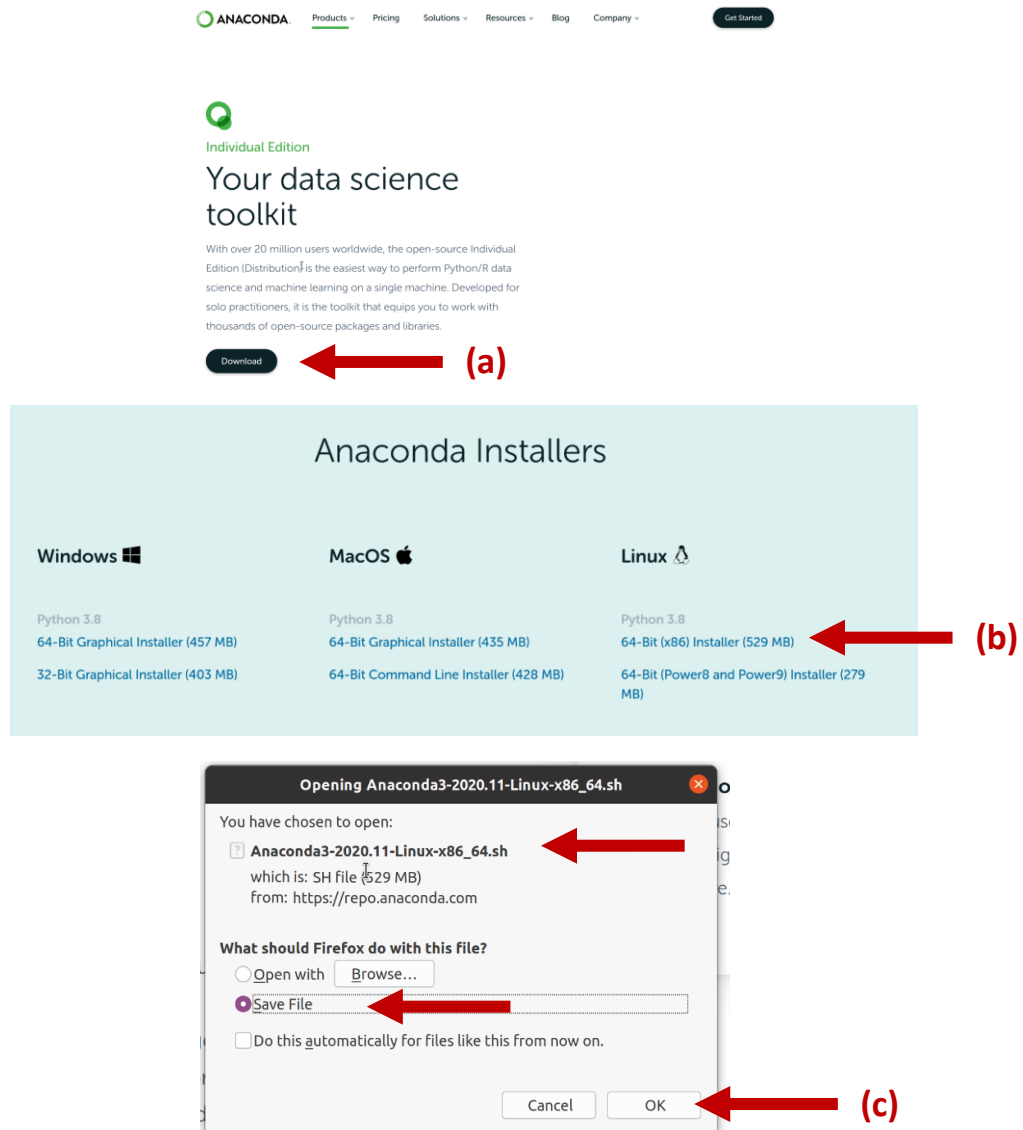 ANACONDA. Products Pricing Solutions Resources Blog Company Get Started
Individual Edition
Your data science
toolkit
With over 20 million users worldwide, the open-source Individual
Edition (Distribution) is the easiest way to perform Python/R data
science and machine learning on a single machine. Developed for
solo practitioners, it is the toolkit that equips you to work with
thousands of open-source packages and libraries.
Download (a)
Anaconda Installers
Windows MacOS Linux
Python 3.8 Python 3.8 Python 3.8
64-Bit Graphical Installer (457 MB) 64-Bit Graphical Installer (435 MB) 64-Bit (x86) Installer (529 MB) (b)
32-Bit Graphical Installer (403 MB) 64-Bit Command Line Installer (428 MB) 64-Bit (Power8 and Power9) Installer (279
MB)
Opening Anaconda3-2020.11-Linux-x86_64.sh
You have chosen to open:
Anaconda3-2020.11-Linux-x86_64.sh
which is: SH file (529 MB)
from: https://repo.anaconda.com
What should Firefox do with this file?
Open with Browse...
Save File
Do this automatically for files like this from now on.
Cancel OK (c)